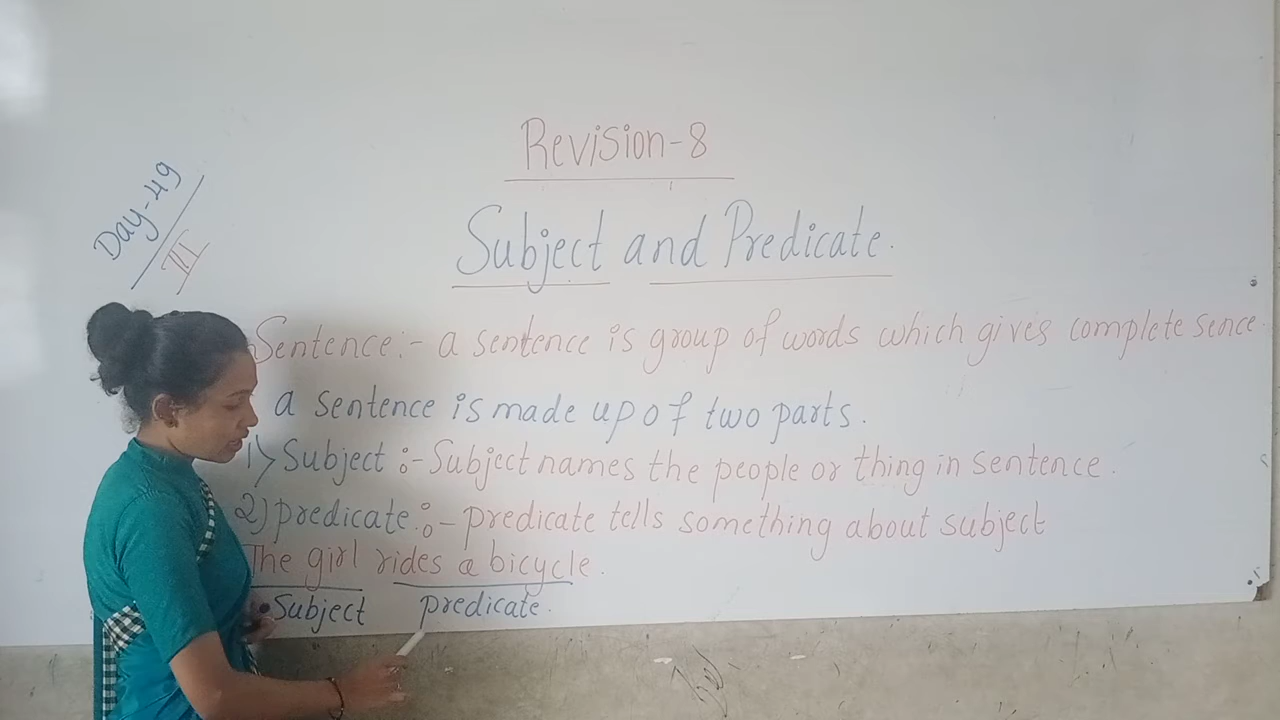 Revision-8
Day-49
III
Subject and Predicate.
Sentence:- a sentence is group of words which gives complete sence.
a sentence is made up of two parts.
1) Subject :- Subject names the people or thing in sentence.
2) predicate :- predicate tells something about subject
The girl rides a bicycle.
Subject predicate.